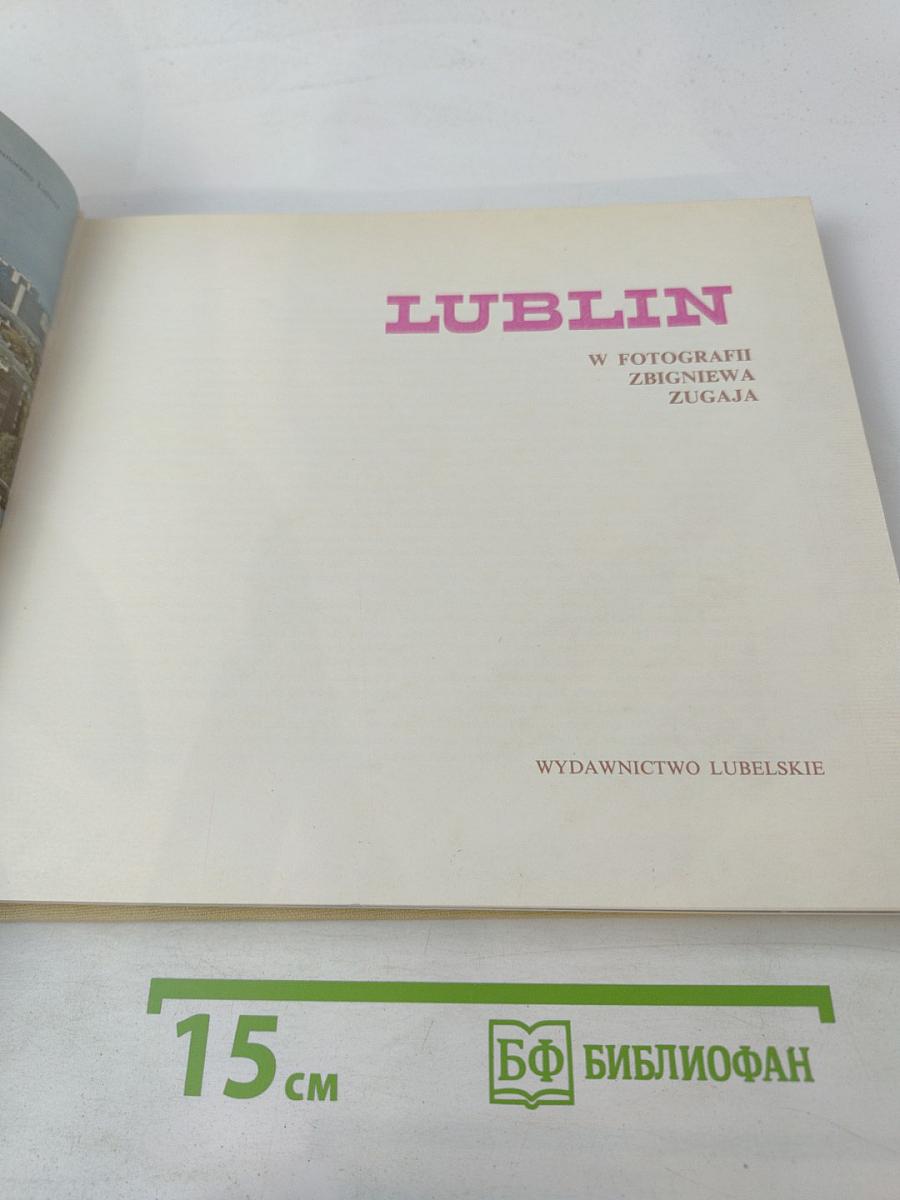 LUBLIN
W FOTOGRAFII
ZBIGNIEWA
ZUGAJA
WYDAWNICTWO LUBELSKIE
15 см
БФ БИБЛИОФАН